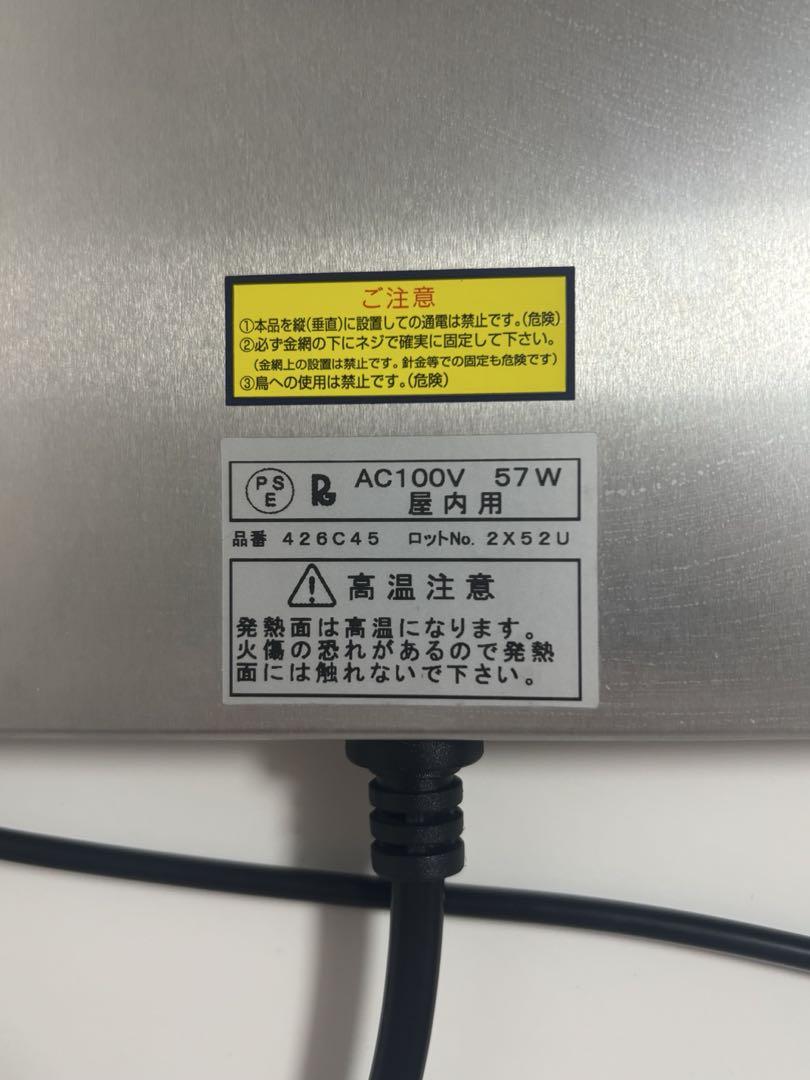 ご注意
①本品を縦(垂直)に設置しての通電は禁止です。(危険)
②必ず金網の下にネジで確実に固定して下さい。
(金網上の設置は禁止です。針金等での固定も危険です)
③鳥への使用は禁止です。(危険)
PS
E
AC100V 57W
屋内用
品番 426C45 ロットNo. 2X52U
高温注意
発熱面は高温になります。
火傷の恐れがあるので発熱
面には触れないで下さい。